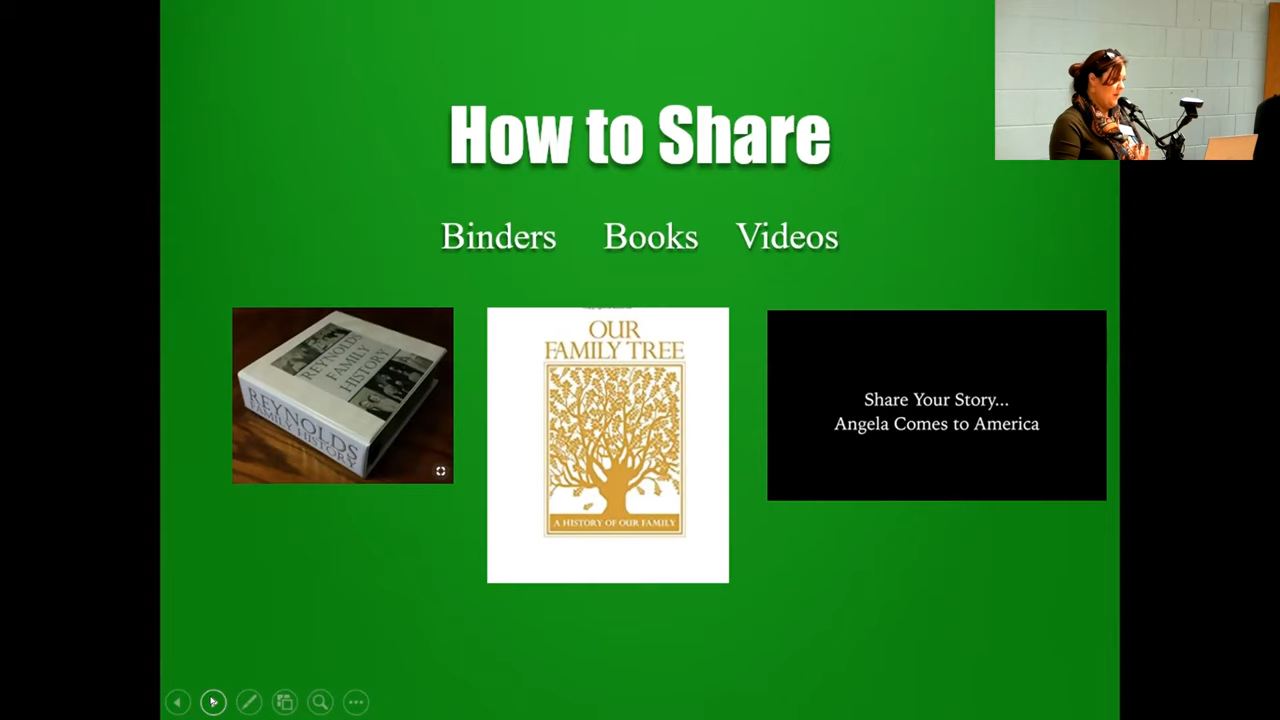 How to Share
Binders Books Videos
REYNOLDS
FAMILY
HISTORY
REYNOLDS
FAMILY HISTORY
OUR
FAMILY TREE
A HISTORY OF OUR FAMILY
Share Your Story...
Angela Comes to America